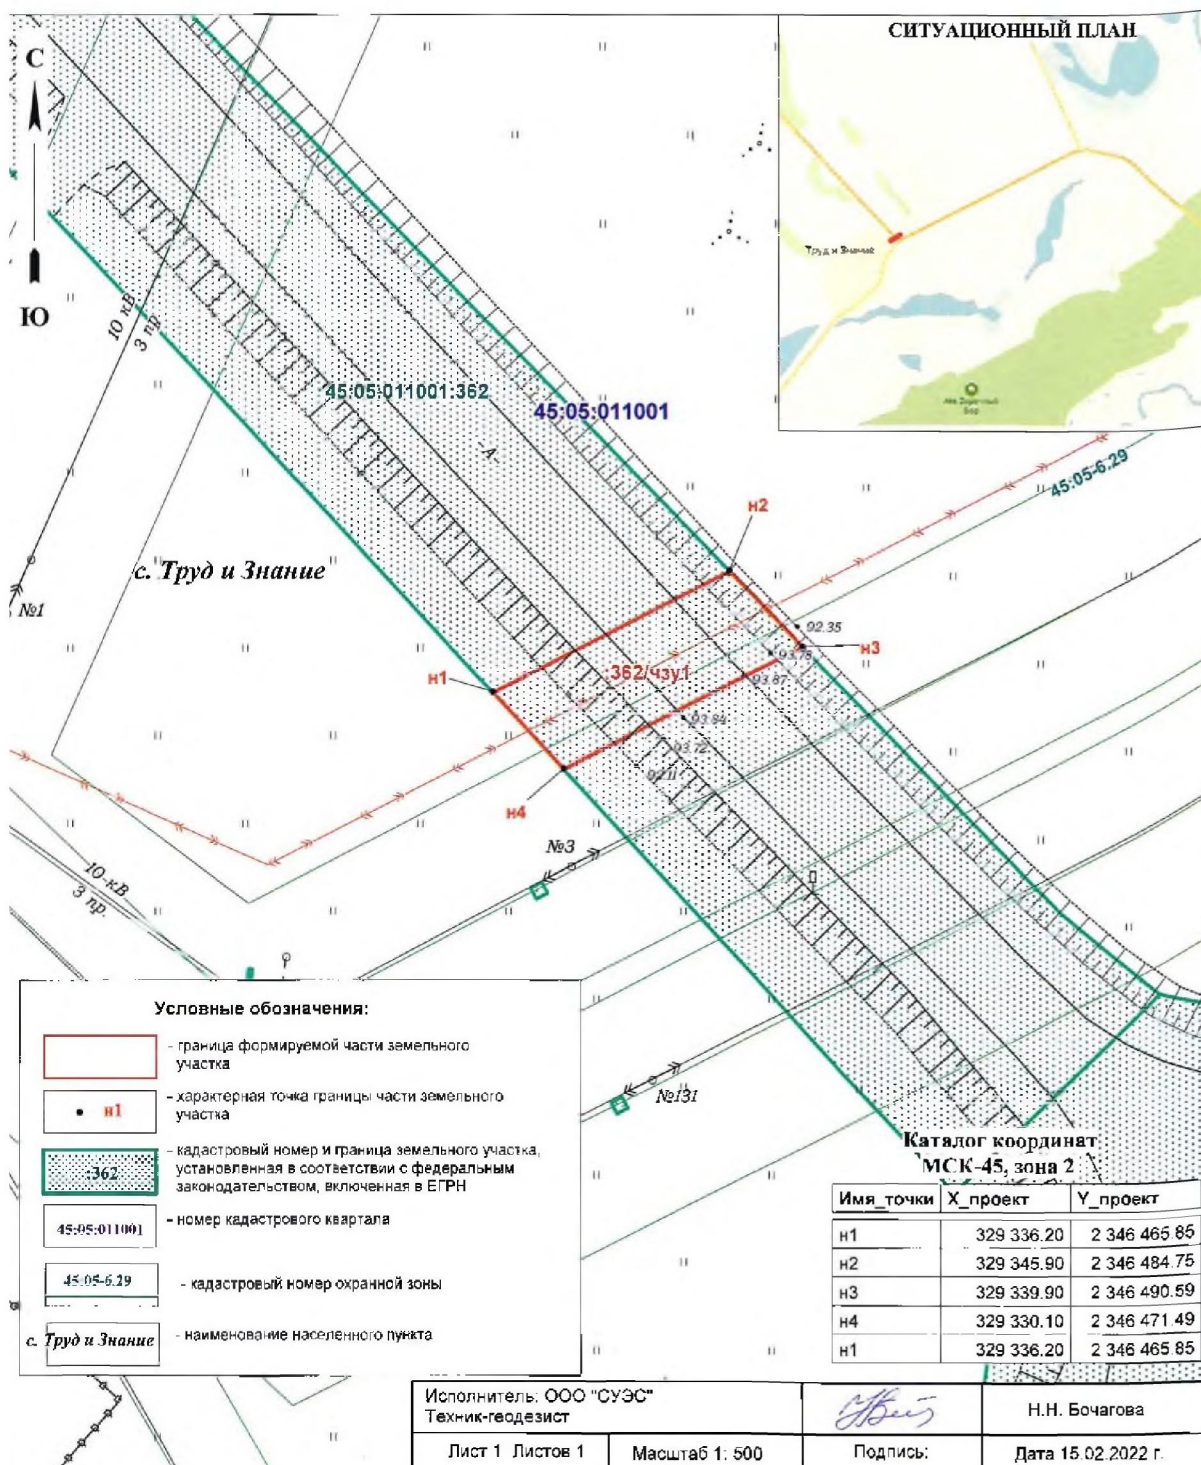 СИТУАЦИОННЫЙ ПЛАН
С
Ю
Труд и Знание
10 кВ
3 пр.
45:05:011001:362
45:05:011001
-А-
45:05-6.29
н2
с. Труд и Знание
№1
92.35
н3
93.78
:362/чзу1
93.87
н1
93.84
93.72
92.11
н4
№3
10-кВ
3 пр.
№131
Условные обозначения:
- граница формируемой части земельного
участка
н1
- характерная точка границы части земельного
участка
:362
- кадастровый номер и граница земельного участка,
установленная в соответствии с федеральным
законодательством, включенная в ЕГРН
45:05:011001
- номер кадастрового квартала
45:05-6.29
- кадастровый номер охранной зоны
с. Труд и Знание
- наименование населенного пункта
Каталог координат
МСК-45, зона 2
Имя_точки X_проект Y_проект
н1 329 336.20 2 346 465.85
н2 329 345.90 2 346 484.75
н3 329 339.90 2 346 490.59
н4 329 330.10 2 346 471.49
н1 329 336.20 2 346 465.85
Исполнитель: ООО "СУЭС"
Техник-геодезист
Н.Н. Бочагова
Лист 1 Листов 1
Масштаб 1: 500
Подпись:
Дата 15.02.2022 г.